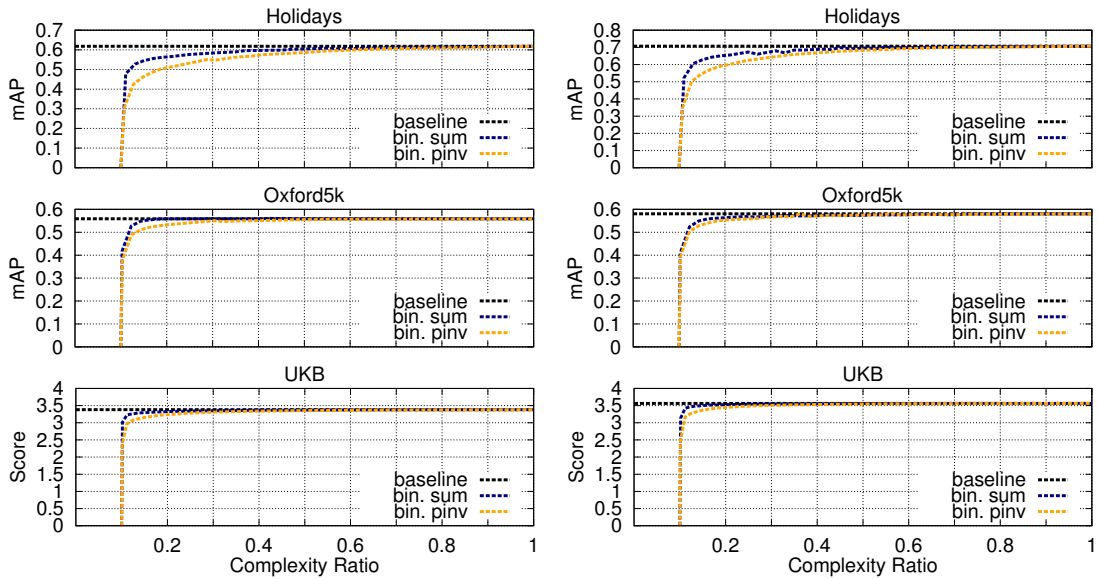 Holidays
mAP
0.7
0.6
0.5
0.4
0.3
0.2
0.1
0
baseline
bin. sum
bin. pinv
Oxford5k
mAP
0.6
0.5
0.4
0.3
0.2
0.1
0
baseline
bin. sum
bin. pinv
UKB
Score
4
3.5
3
2.5
2
1.5
1
0.5
0
baseline
bin. sum
bin. pinv
0.2 0.4 0.6 0.8 1
Complexity Ratio
Holidays
mAP
0.8
0.7
0.6
0.5
0.4
0.3
0.2
0.1
0
baseline
bin. sum
bin. pinv
Oxford5k
mAP
0.6
0.5
0.4
0.3
0.2
0.1
0
baseline
bin. sum
bin. pinv
UKB
Score
4
3.5
3
2.5
2
1.5
1
0.5
0
baseline
bin. sum
bin. pinv
0.2 0.4 0.6 0.8 1
Complexity Ratio